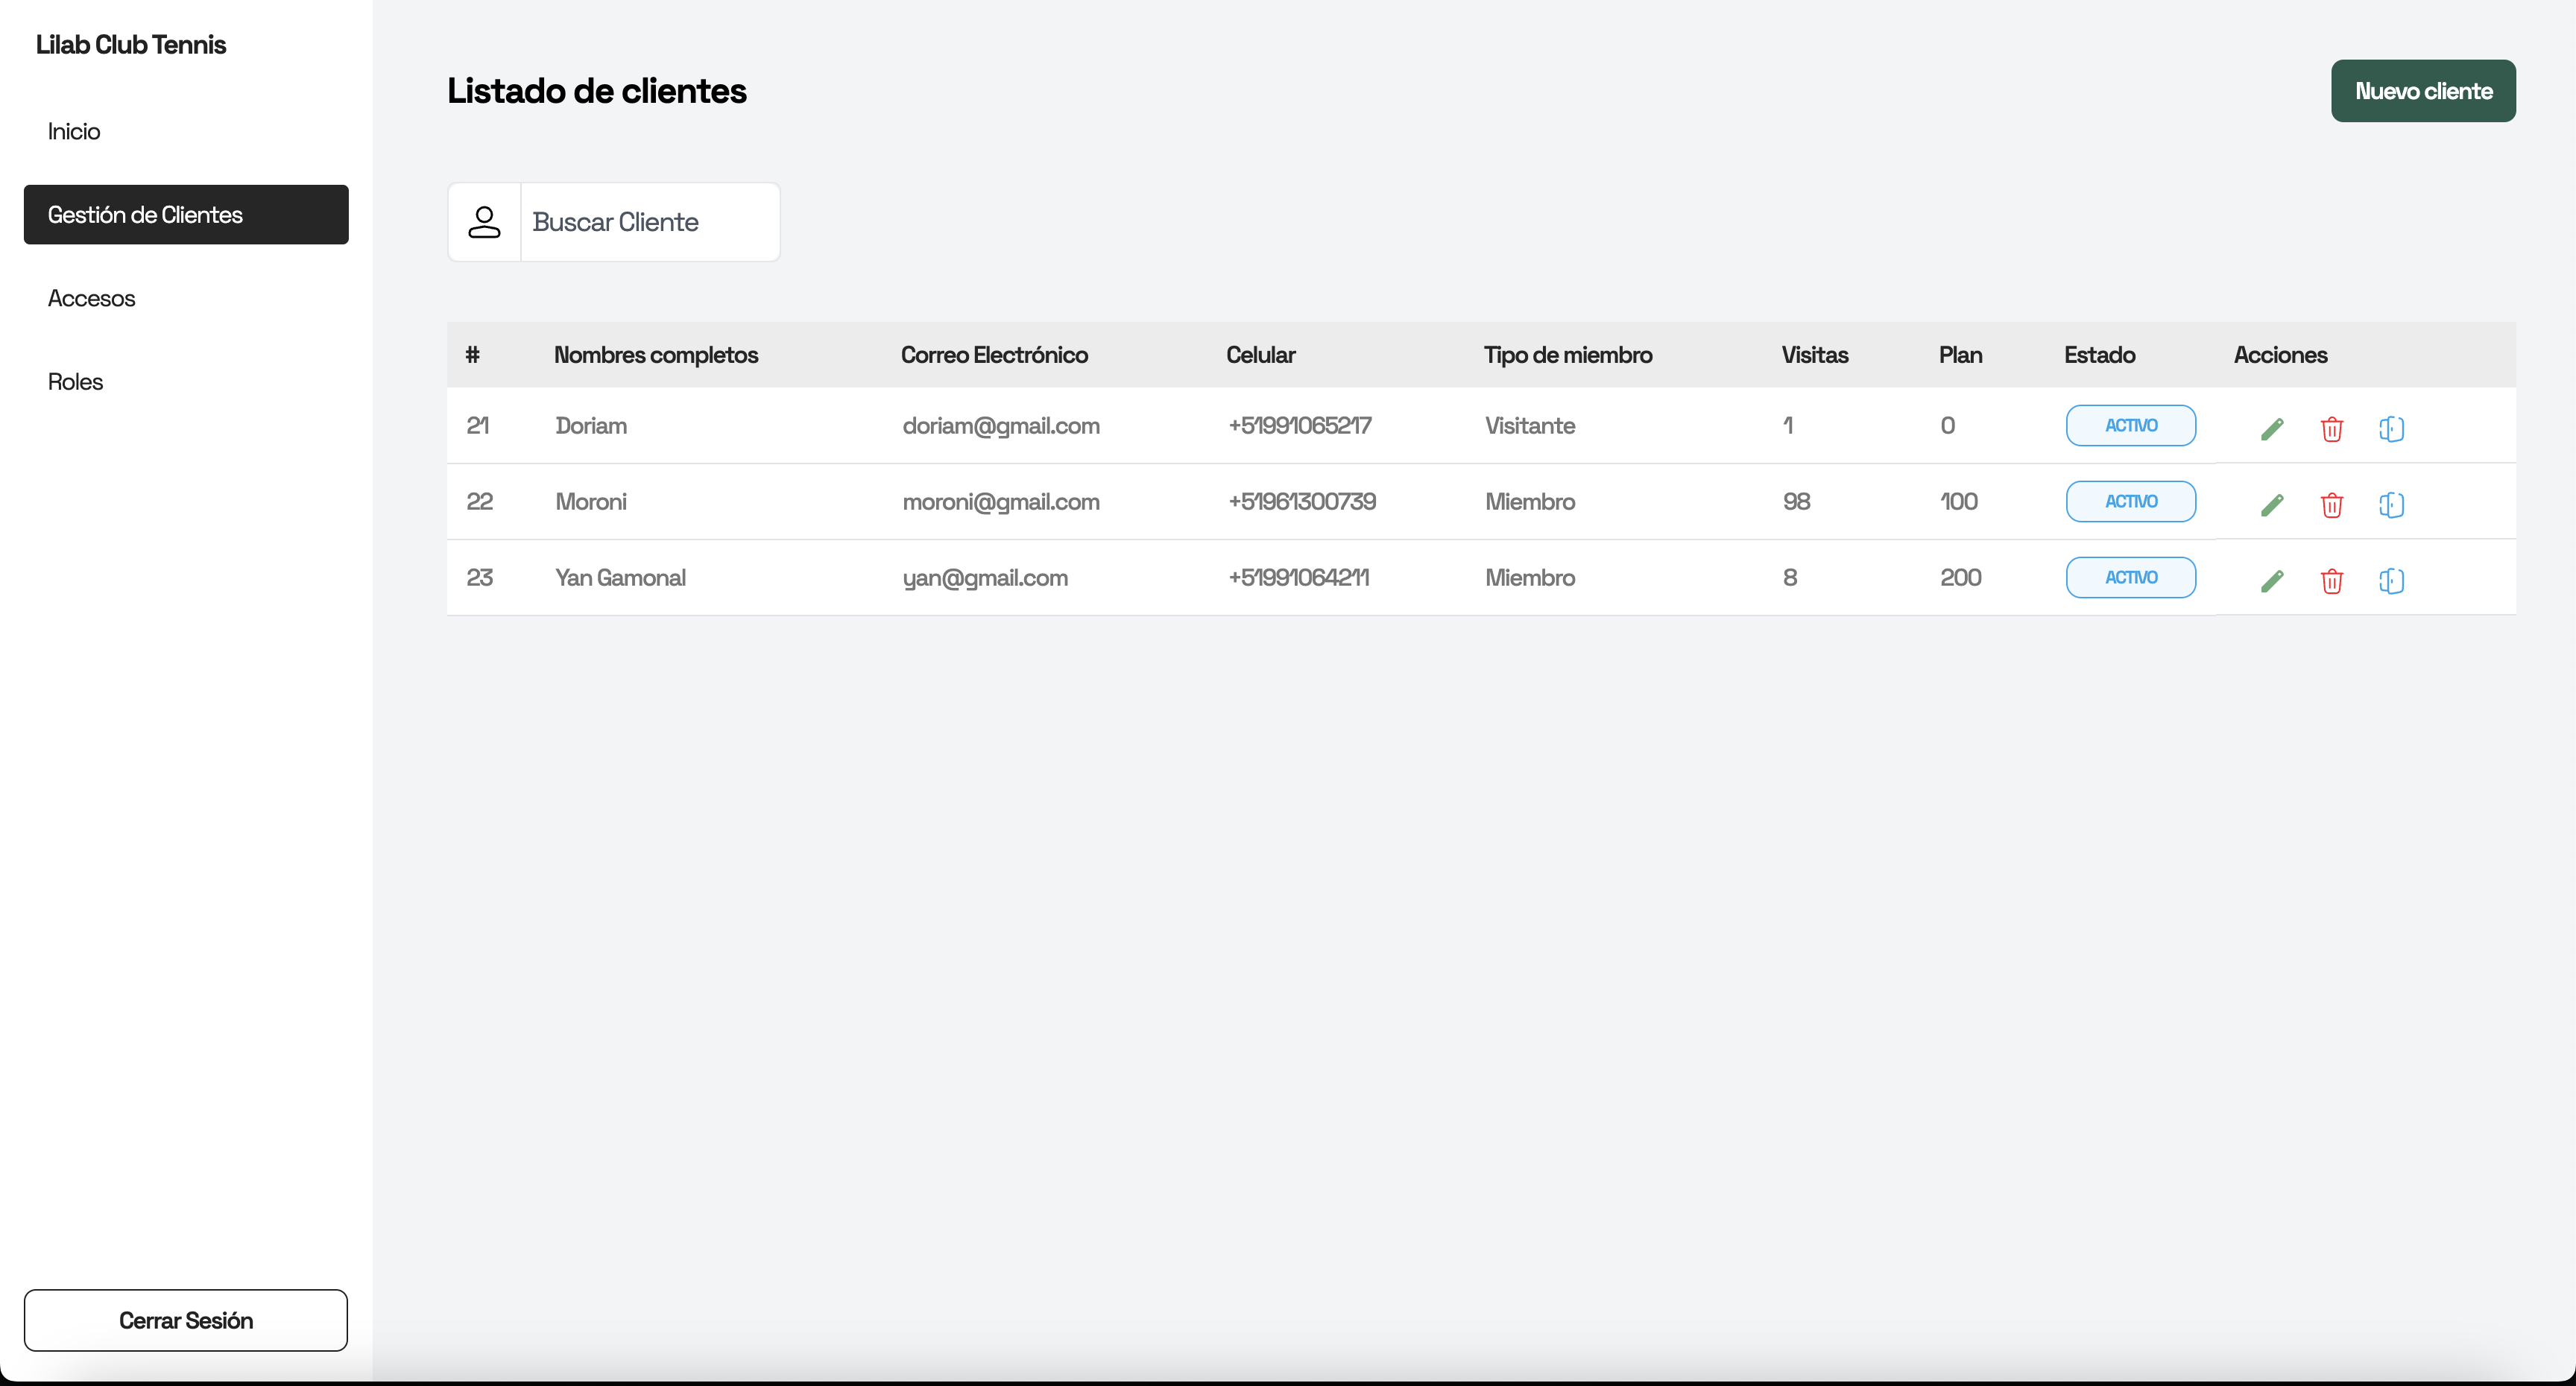 Lilab Club Tennis
Inicio
Gestión de Clientes
Accesos
Roles
Cerrar Sesión
Listado de clientes
Nuevo cliente
Buscar Cliente
# Nombres completos Correo Electrónico Celular Tipo de miembro Visitas Plan Estado Acciones
21 Doriam doriam@gmail.com +51991065217 Visitante 1 0 ACTIVO
22 Moroni moroni@gmail.com +51961300739 Miembro 98 100 ACTIVO
23 Yan Gamonal yan@gmail.com +51991064211 Miembro 8 200 ACTIVO